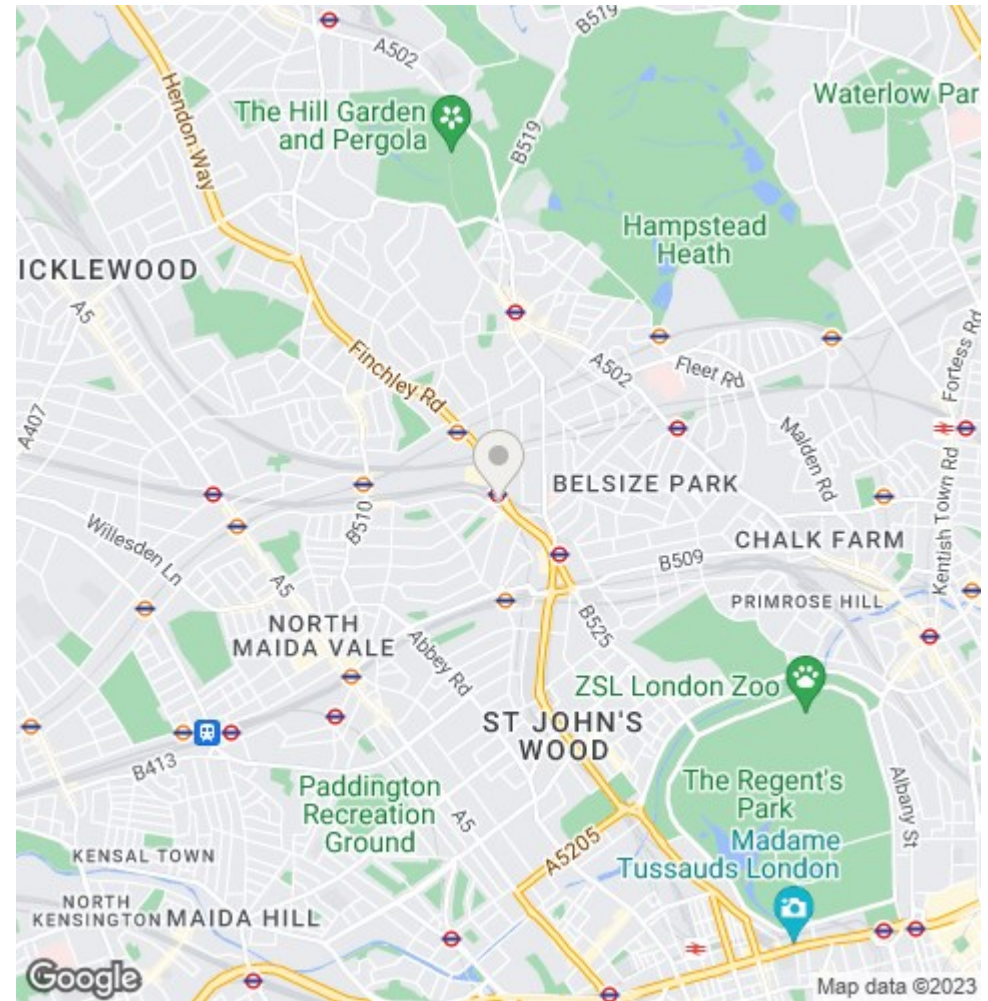 B519
A502
Hendon Way
The Hill Garden
and Pergola
B519
Waterlow Par
Hampstead
Heath
ICKLEWOOD
A5
Finchley Rd
A502
Fleet Rd
Fortess Rd
A407
Malden Rd
BELSIZE PARK
Willesden Ln
B510
CHALK FARM
Kentish Town Rd
B509
A5
PRIMROSE HILL
NORTH
MAIDA VALE
Abbey Rd
B525
ZSL London Zoo
ST JOHN'S
WOOD
B413
The Regent's
Park
Albany St
Paddington
Recreation
Ground
A5
Madame
Tussauds London
A5205
KENSAL TOWN
NORTH
KENSINGTON
MAIDA HILL
Google
Map data ©2023